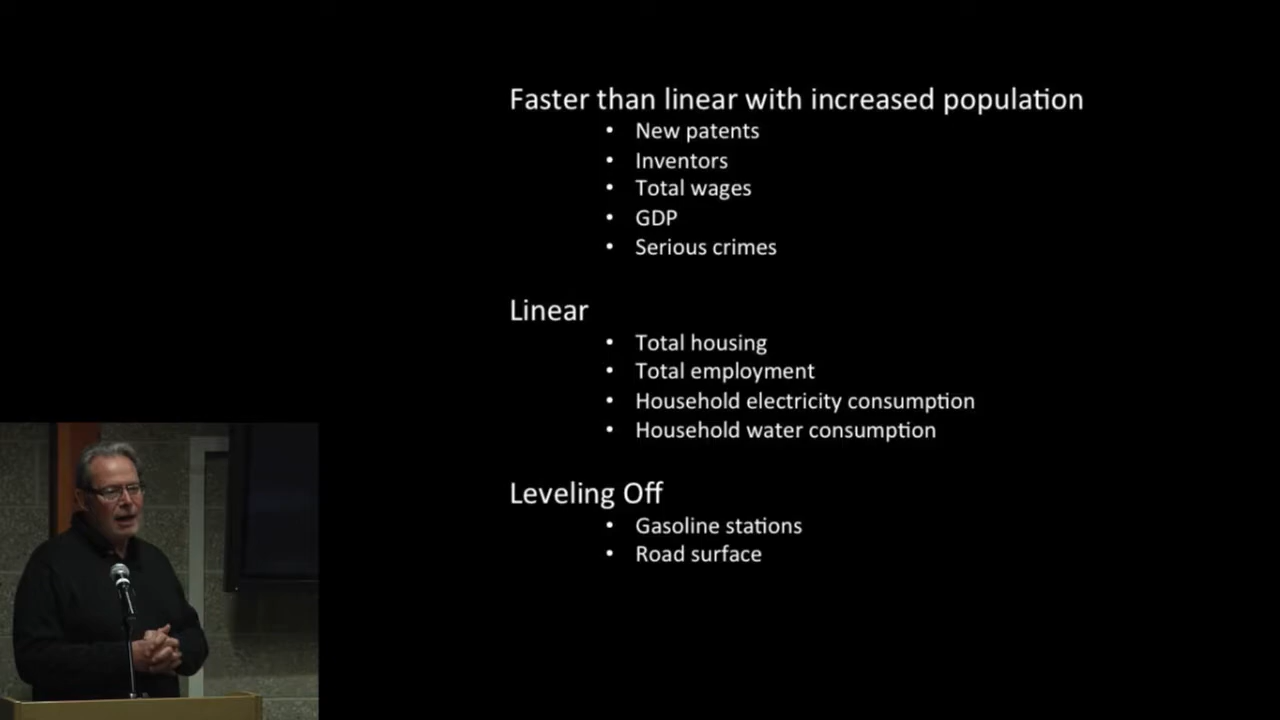 Faster than linear with increased population
• New patents
• Inventors
• Total wages
• GDP
• Serious crimes
Linear
• Total housing
• Total employment
• Household electricity consumption
• Household water consumption
Leveling Off
• Gasoline stations
• Road surface